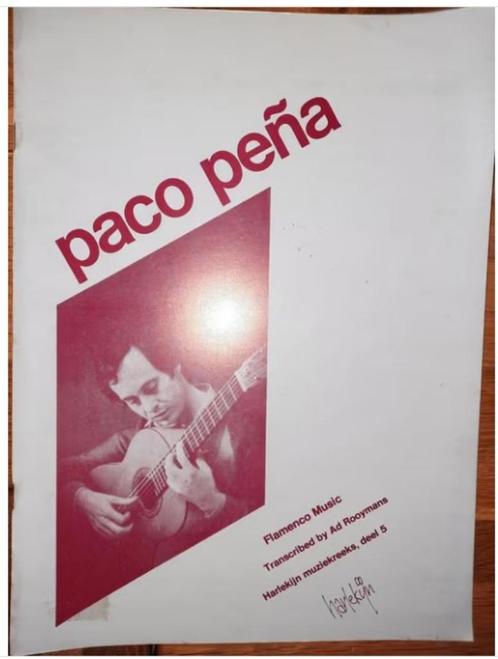 paco peña
Flamenco Music
Transcribed by Ad Rooymans
Harlekijn muziekreeks, deel 5
harlekijn